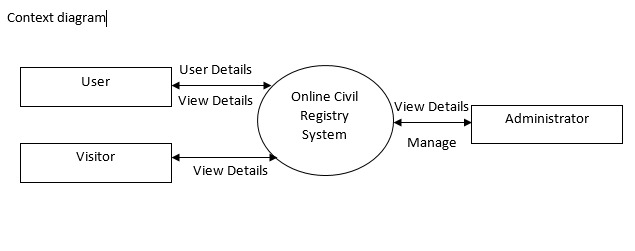 Context diagram
User
User Details
View Details
Online Civil
Registry
System
View Details
Manage
Administrator
Visitor
View Details